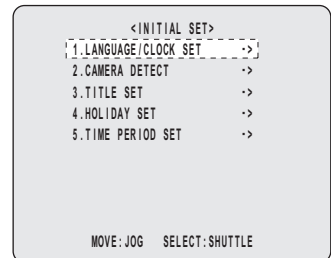 <INITIAL SET>
1.LANGUAGE/CLOCK SET ->
2.CAMERA DETECT ->
3.TITLE SET ->
4.HOLIDAY SET ->
5.TIME PERIOD SET ->
MOVE:JOG SELECT:SHUTTLE